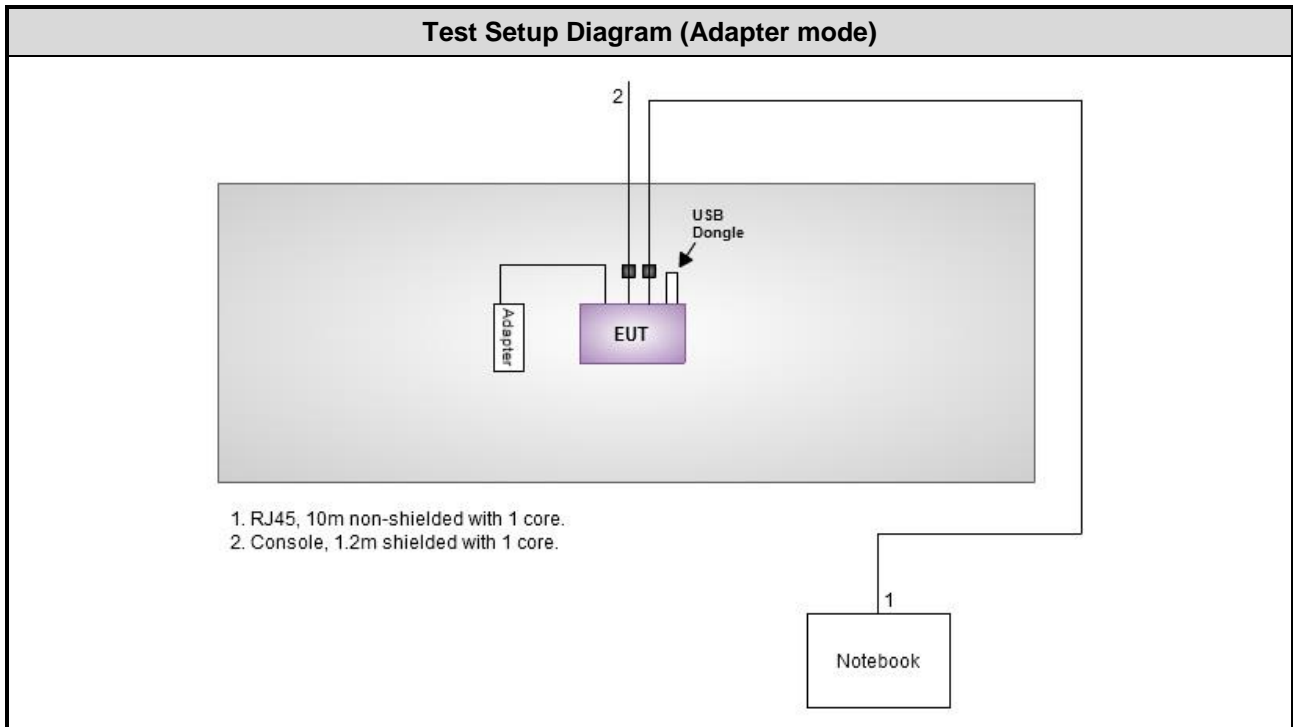 Test Setup Diagram (Adapter mode)
2
USB
Dongle
Adapter
EUT
1. RJ45, 10m non-shielded with 1 core.
2. Console, 1.2m shielded with 1 core.
1
Notebook